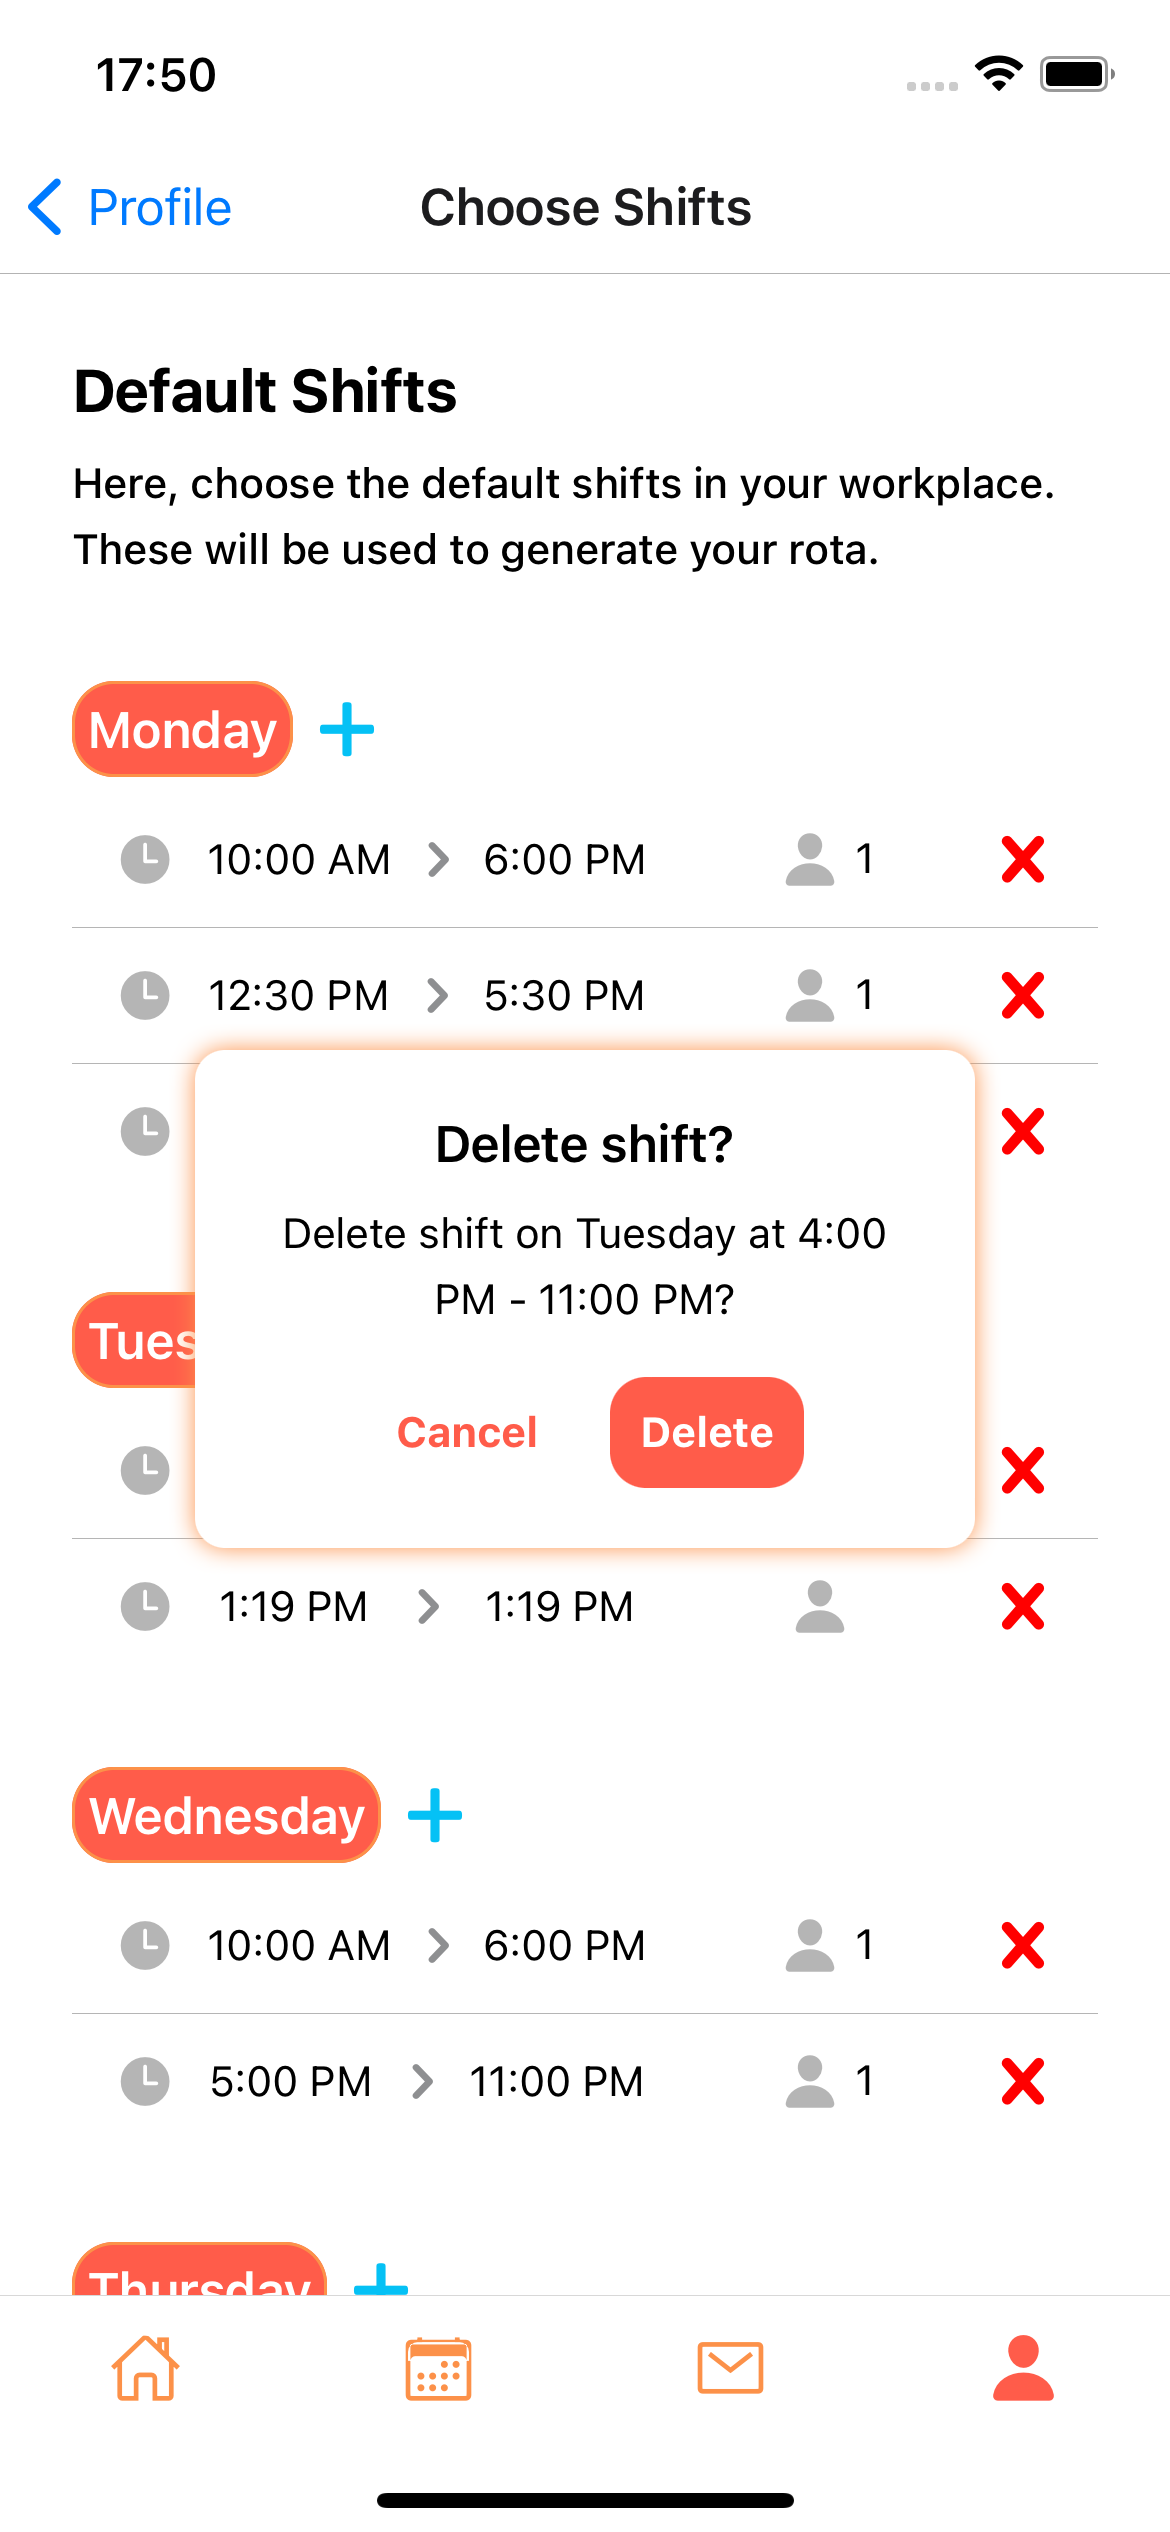 17:50
Profile
Choose Shifts
Default Shifts
Here, choose the default shifts in your workplace.
These will be used to generate your rota.
Monday
10:00 AM 6:00 PM 1
12:30 PM 5:30 PM 1
Delete shift?
Delete shift on Tuesday at 4:00
PM - 11:00 PM?
Tues
Cancel Delete
1:19 PM 1:19 PM
Wednesday
10:00 AM 6:00 PM 1
5:00 PM 11:00 PM 1
Thursday